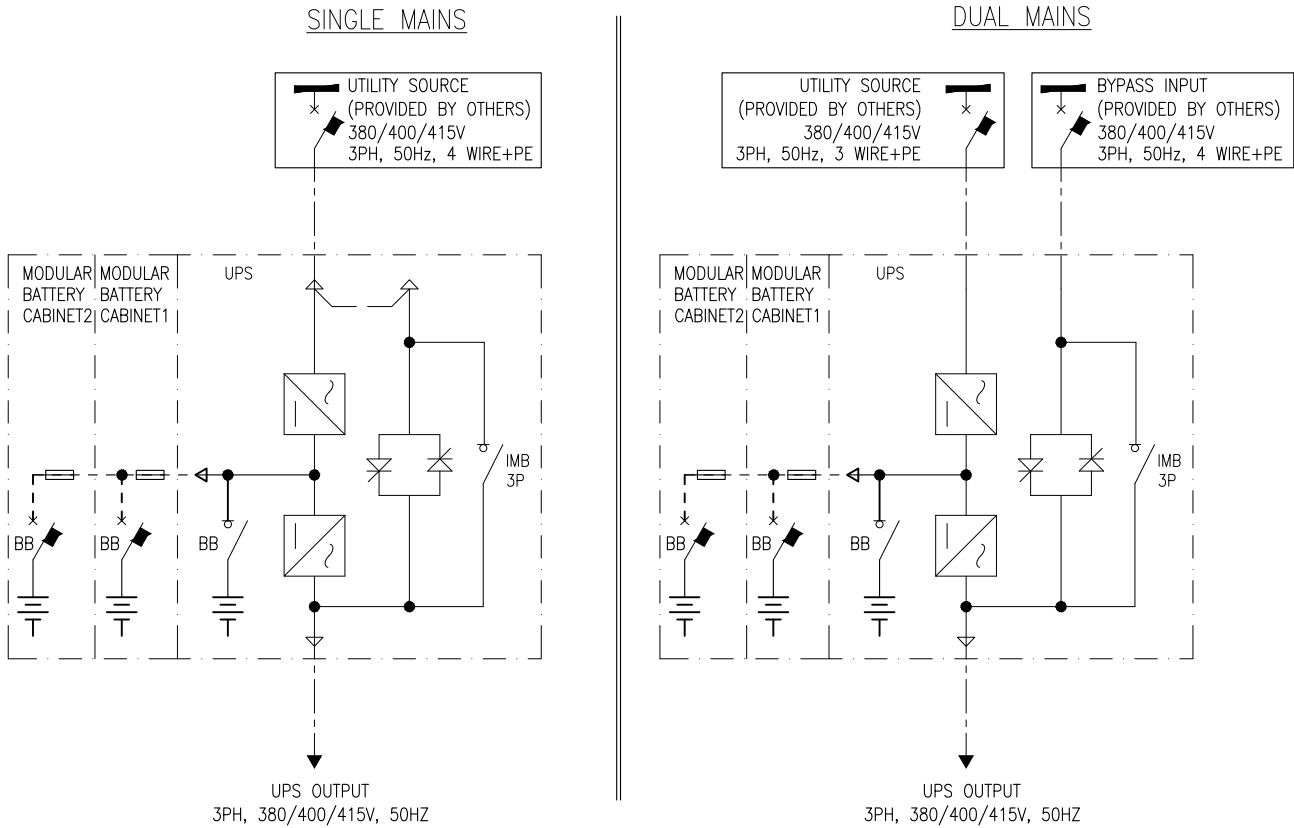 SINGLE MAINS
UTILITY SOURCE
(PROVIDED BY OTHERS)
380/400/415V
3PH, 50Hz, 4 WIRE+PE
MODULAR
BATTERY
CABINET2
MODULAR
BATTERY
CABINET1
UPS
IMB
3P
BB
BB
BB
UPS OUTPUT
3PH, 380/400/415V, 50HZ
DUAL MAINS
UTILITY SOURCE
(PROVIDED BY OTHERS)
380/400/415V
3PH, 50Hz, 3 WIRE+PE
BYPASS INPUT
(PROVIDED BY OTHERS)
380/400/415V
3PH, 50Hz, 4 WIRE+PE
MODULAR
BATTERY
CABINET2
MODULAR
BATTERY
CABINET1
UPS
IMB
3P
BB
BB
BB
UPS OUTPUT
3PH, 380/400/415V, 50HZ